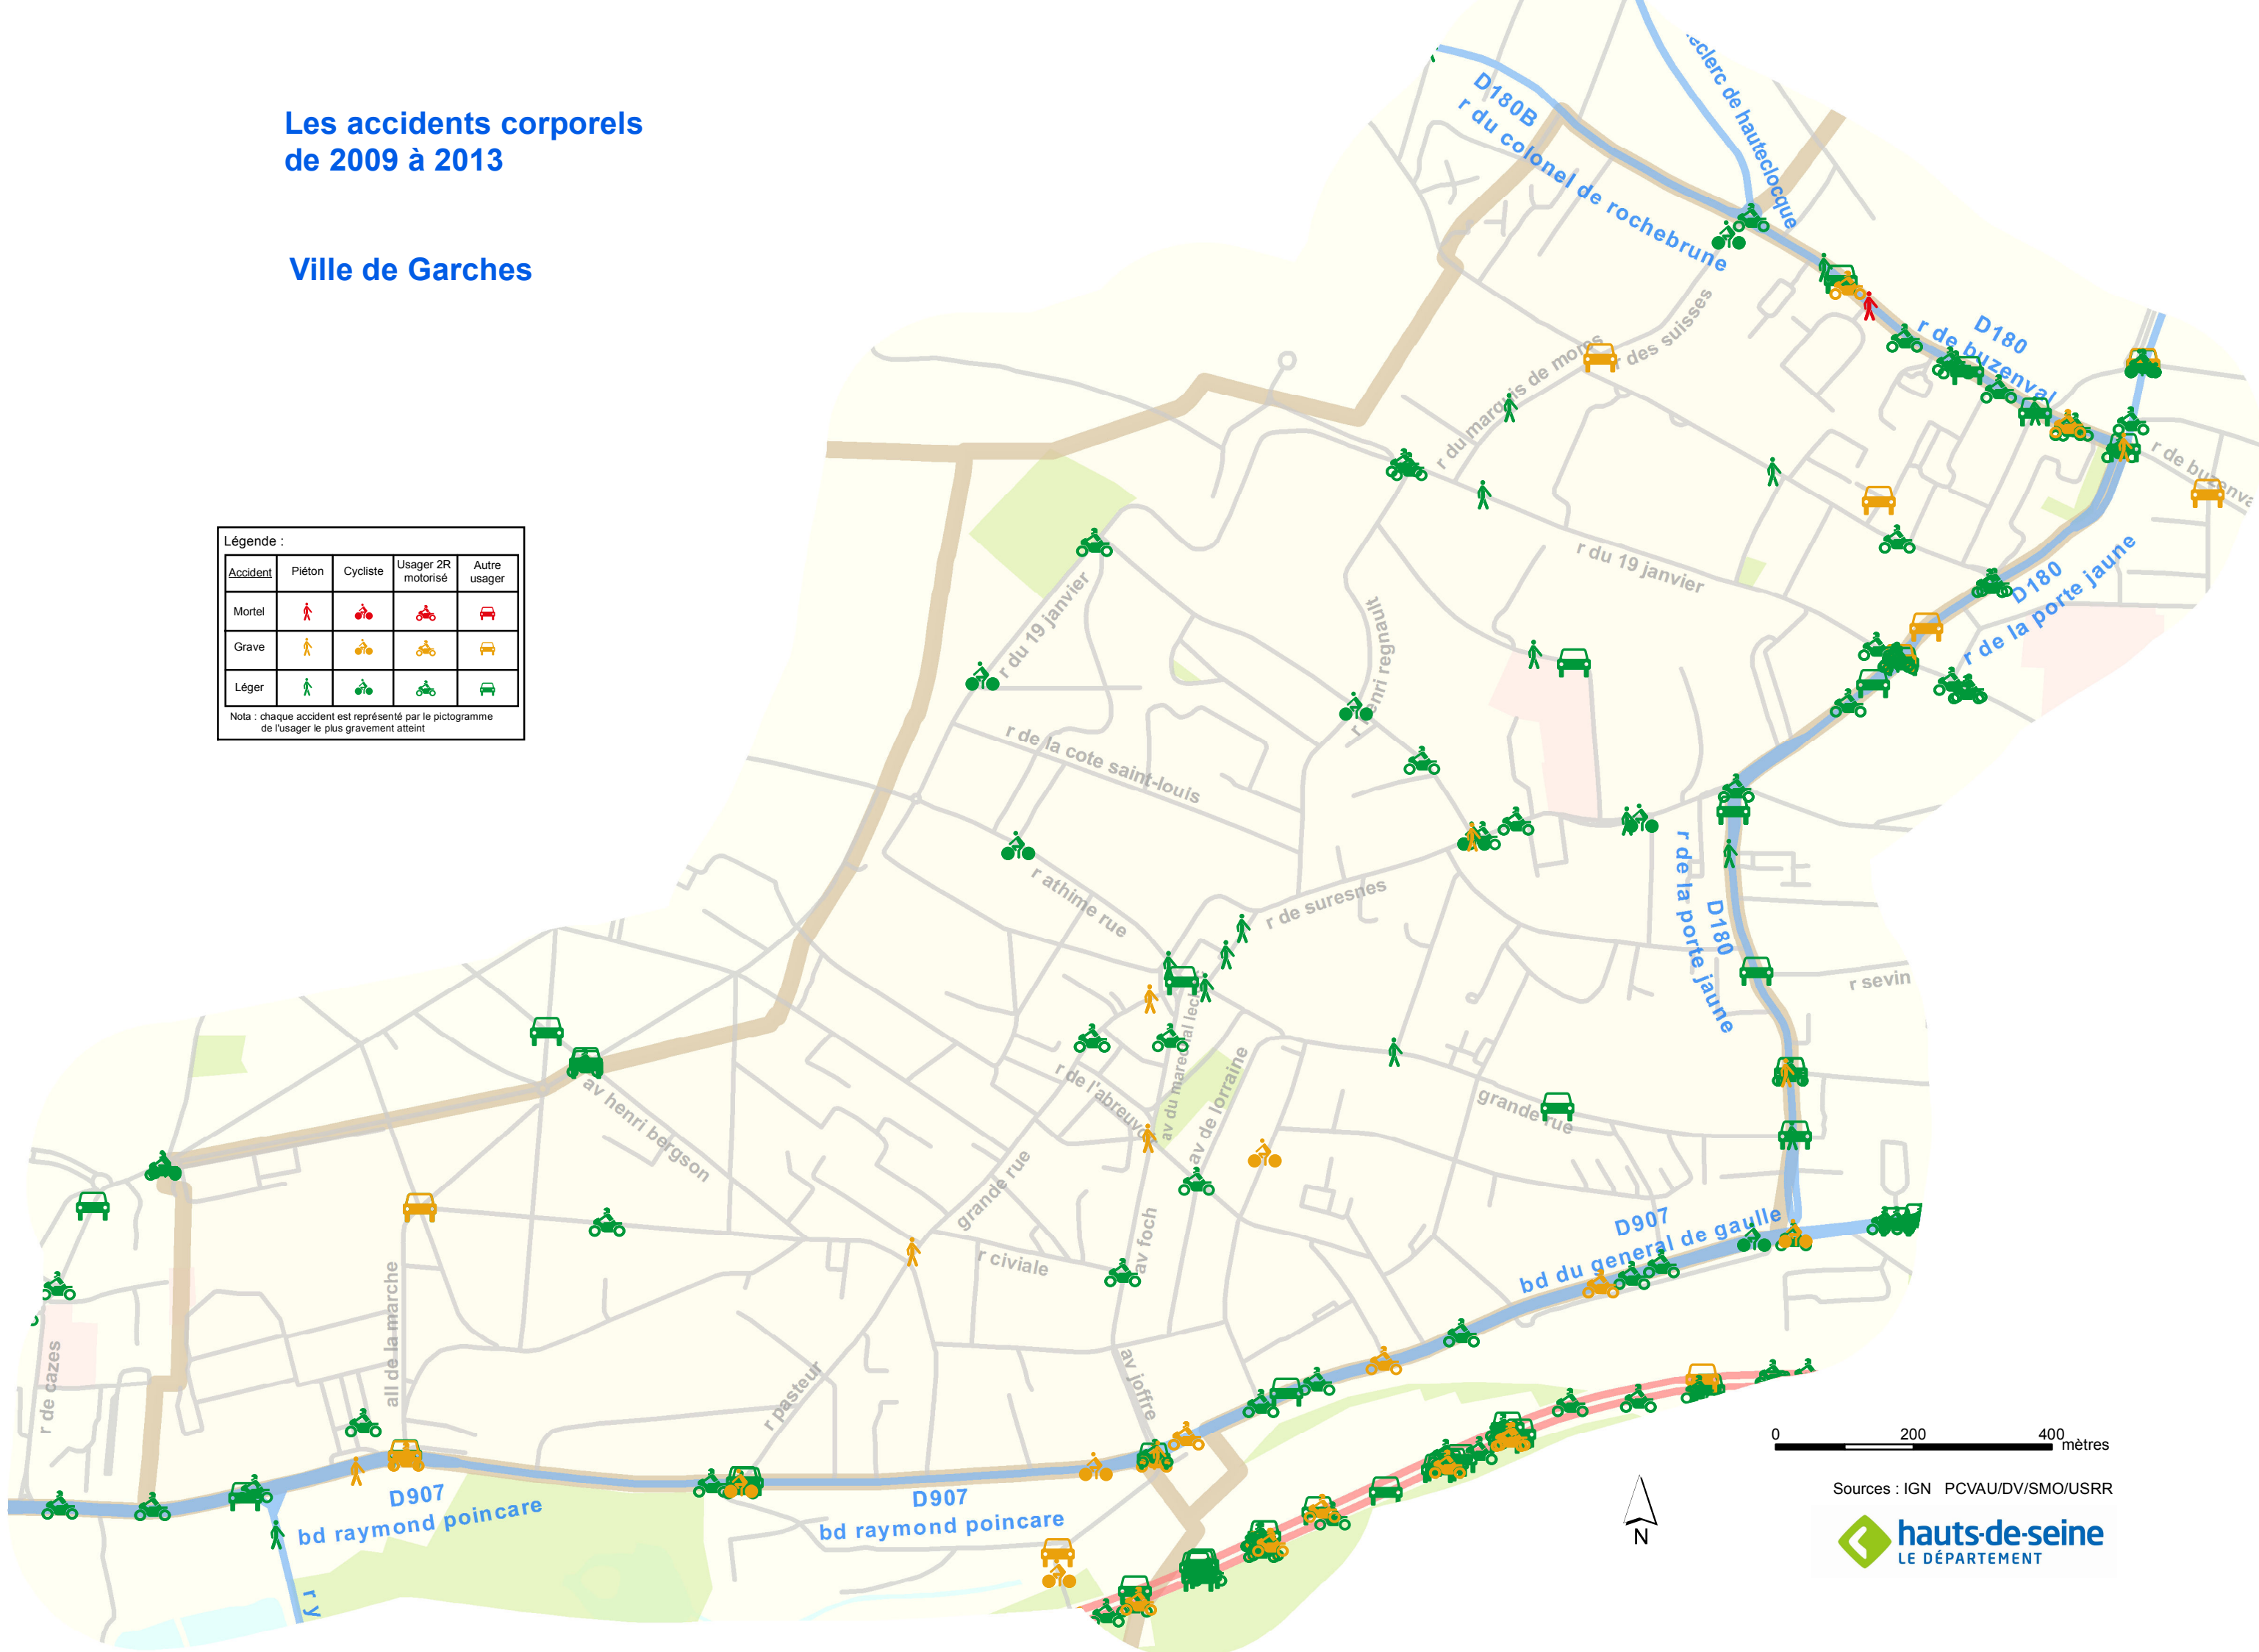 Les accidents corporels
de 2009 à 2013
Ville de Garches
Légende :
Accident
Piéton
Cycliste
Usager 2R
motorisé
Autre
usager
Mortel
Grave
Léger
Nota : chaque accident est représenté par le pictogramme
de l'usager le plus gravement atteint
D180B
r du colonel de rochebrune
de hauteclocque
D180
r de buzenval
r des suisses
r du marquis de mores
r du 19 janvier
D180
r de la porte jaune
r du 19 janvier
r henri regnault
r de la cote saint-louis
r athime rue
r de suresnes
r de la porte jaune
D180
r sevin
av du marechal
r de l'abreuvoir
av de lorraine
grande rue
av henri bergson
grande rue
r civiale
av foch
D907
bd du general de gaulle
all de la marche
r de cazes
r pasteur
av joffre
D907
bd raymond poincare
D907
bd raymond poincare
r y
0 200 400
mètres
Sources : IGN PCVAU/DV/SMO/USRR
N
hauts-de-seine
LE DÉPARTEMENT